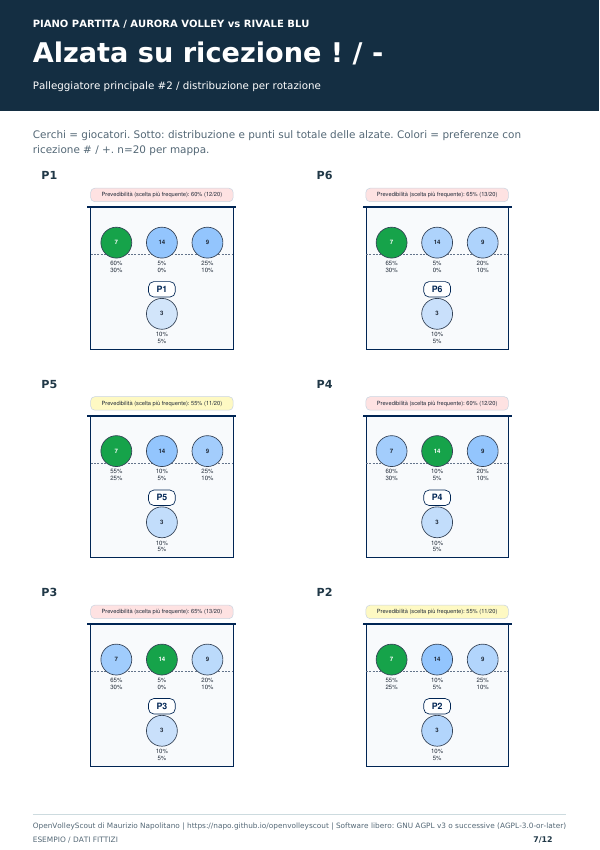 PIANO PARTITA / AURORA VOLLEY vs RIVALE BLU
Alzata su ricezione ! / -
Palleggiatore principale #2 / distribuzione per rotazione
Cerchi = giocatori. Sotto: distribuzione e punti sul totale delle alzate. Colori = preferenze con
ricezione # / +. n=20 per mappa.
P1
Prevedibilità (scelta più frequente): 60% (12/20)
7 14 9
60% 5% 25%
30% 0% 10%
P1
3
10%
5%
P6
Prevedibilità (scelta più frequente): 65% (13/20)
7 14 9
65% 5% 20%
30% 0% 10%
P6
3
10%
5%
P5
Prevedibilità (scelta più frequente): 55% (11/20)
7 14 9
55% 10% 25%
25% 5% 10%
P5
3
10%
5%
P4
Prevedibilità (scelta più frequente): 60% (12/20)
7 14 9
60% 10% 20%
30% 5% 10%
P4
3
10%
5%
P3
Prevedibilità (scelta più frequente): 65% (13/20)
7 14 9
65% 5% 20%
30% 0% 10%
P3
3
10%
5%
P2
Prevedibilità (scelta più frequente): 55% (11/20)
7 14 9
55% 10% 25%
25% 5% 10%
P2
3
10%
5%
OpenVolleyScout di Maurizio Napolitano | https://napo.github.io/openvolleyscout | Software libero: GNU AGPL v3 o successive (AGPL-3.0-or-later)
ESEMPIO / DATI FITTIZI 7/12